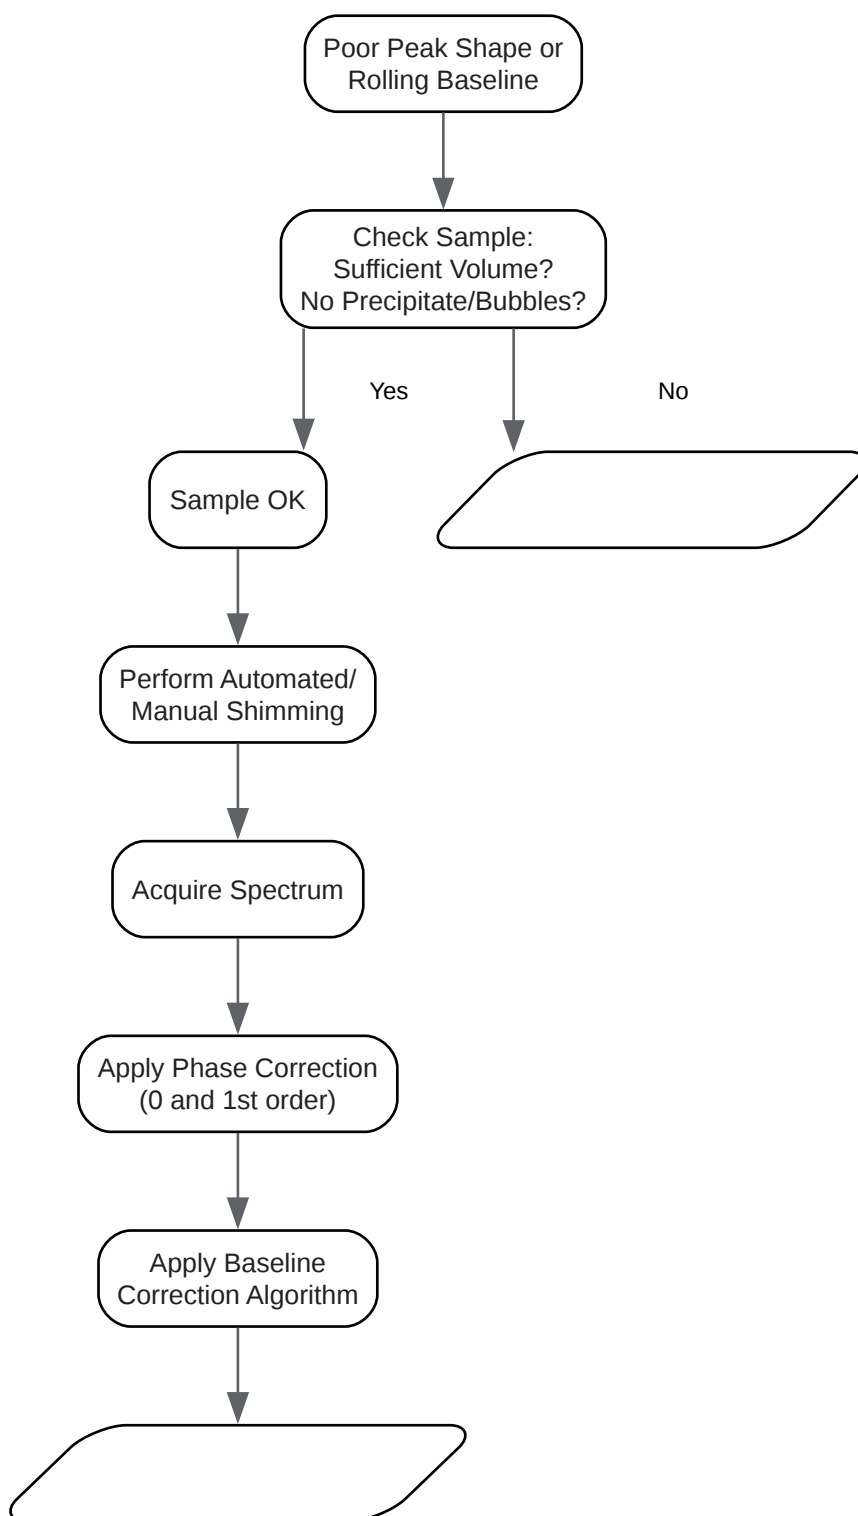 Poor Peak Shape or
Rolling Baseline
Check Sample:
Sufficient Volume?
No Precipitate/Bubbles?
Yes
No
Sample OK
Perform Automated/
Manual Shimming
Acquire Spectrum
Apply Phase Correction
(0 and 1st order)
Apply Baseline
Correction Algorithm